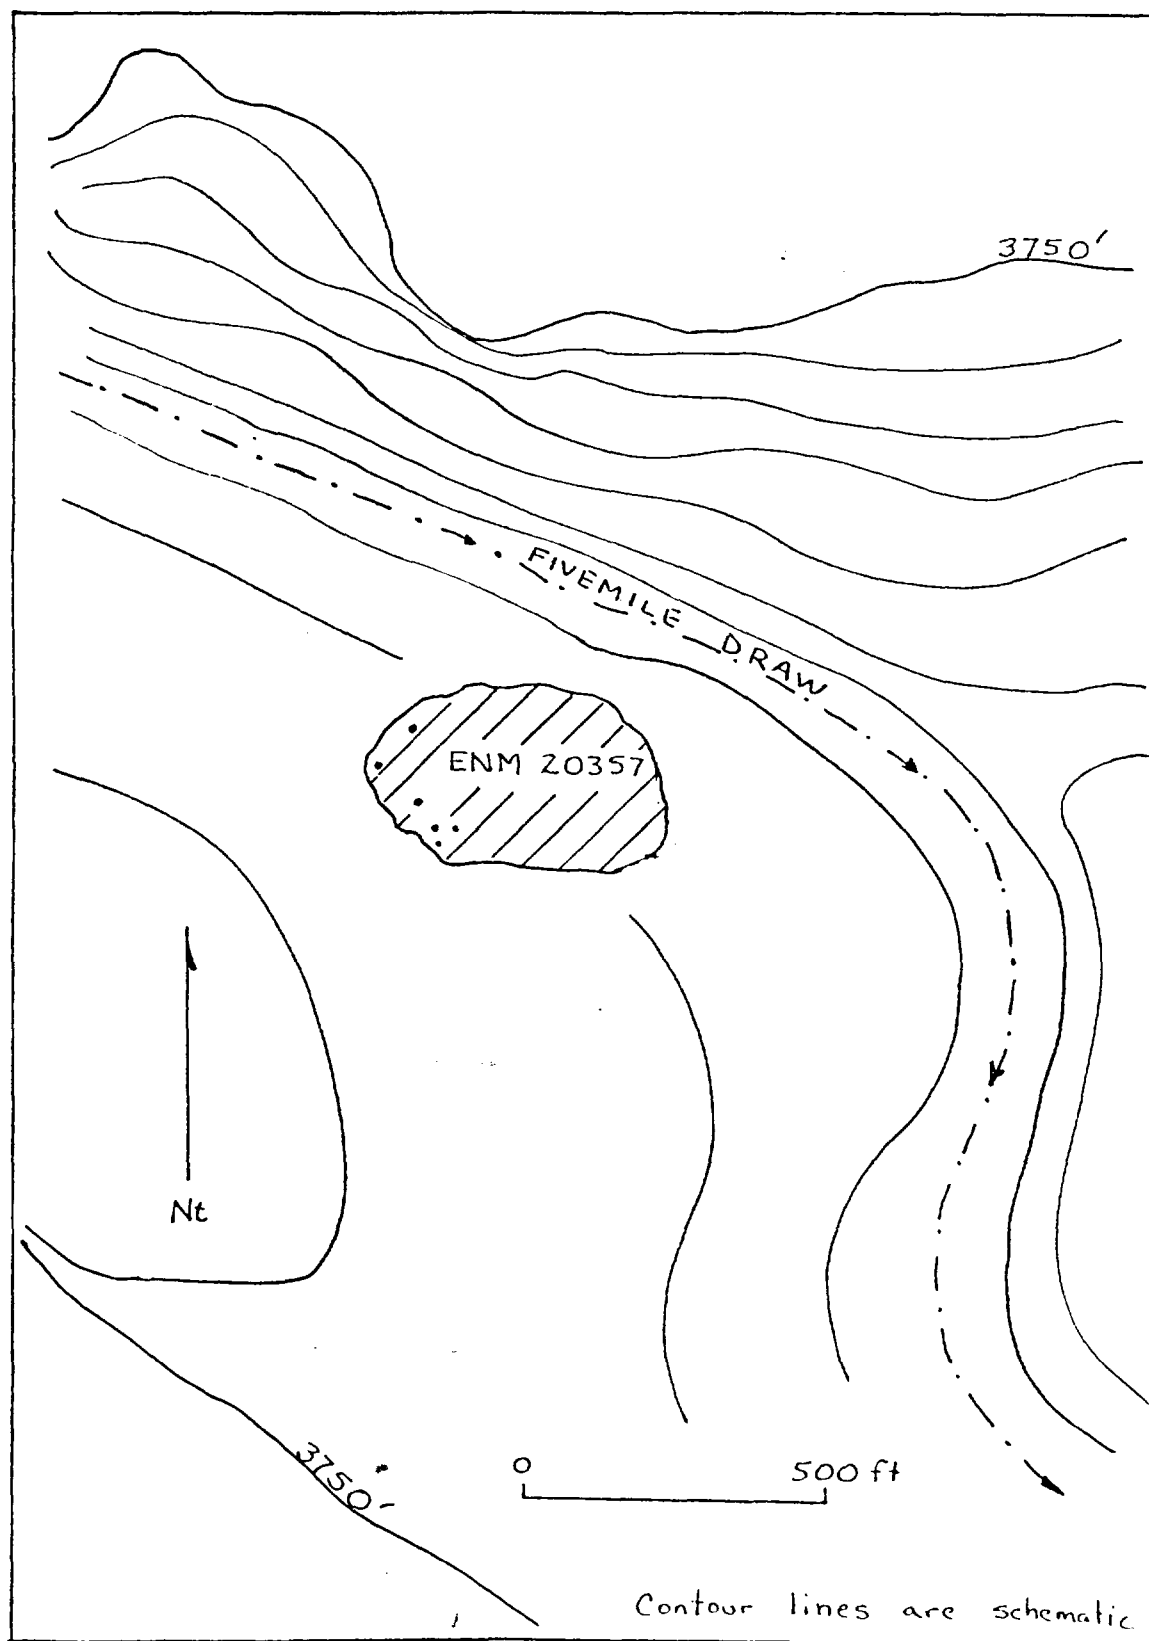 3750'
FIVEMILE DRAW
ENM 20357
Nt
3750'
0 500 ft
Contour lines are schematic